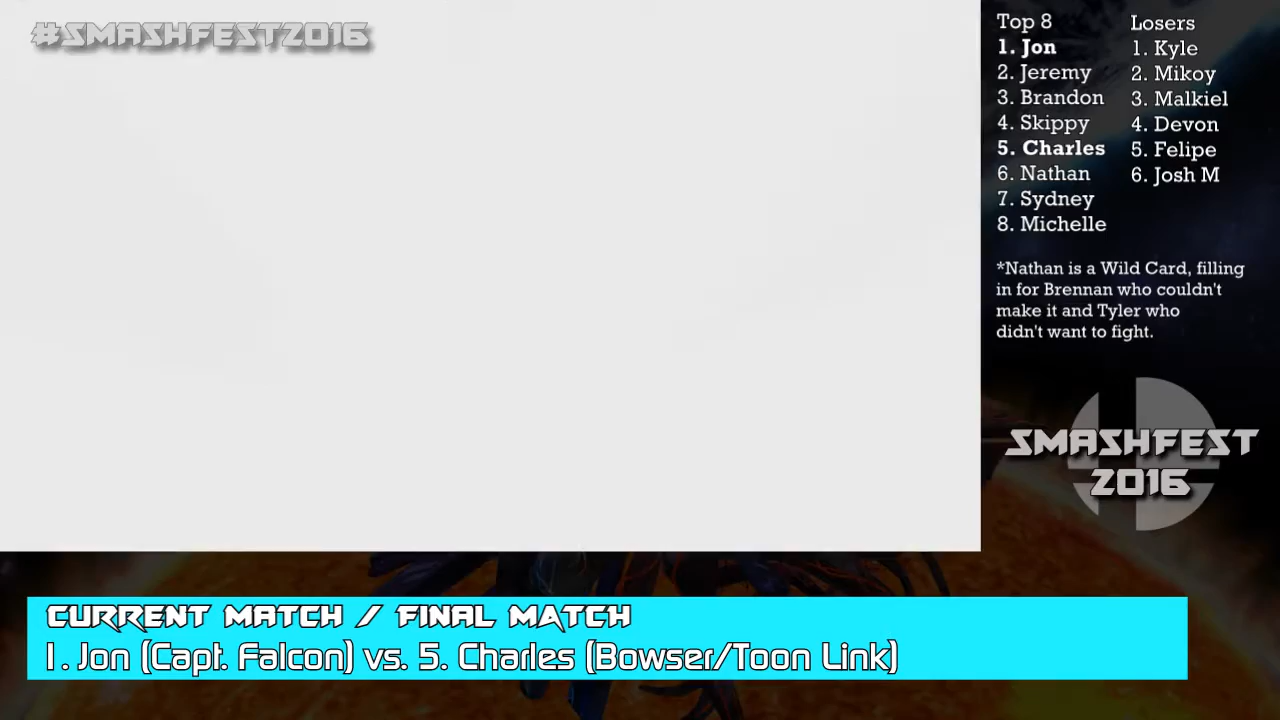 #SMASHFEST2016
Top 8
1. Jon
2. Jeremy
3. Brandon
4. Skippy
5. Charles
6. Nathan
7. Sydney
8. Michelle
Losers
1. Kyle
2. Mikoy
3. Malkiel
4. Devon
5. Felipe
6. Josh M
*Nathan is a Wild Card, filling
in for Brennan who couldn't
make it and Tyler who
didn't want to fight.
SMASHFEST
2016
CURRENT MATCH / FINAL MATCH
1. Jon (Capt. Falcon) vs. 5. Charles (Bowser/Toon Link)